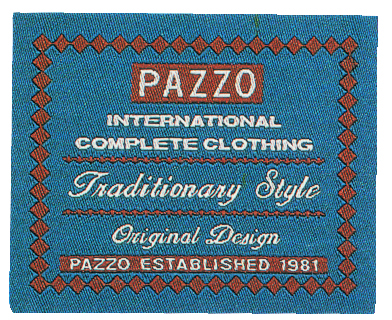 PAZZO
INTERNATIONAL
COMPLETE CLOTHING
Traditionary Style
Original Design
PAZZO ESTABLISHED 1981